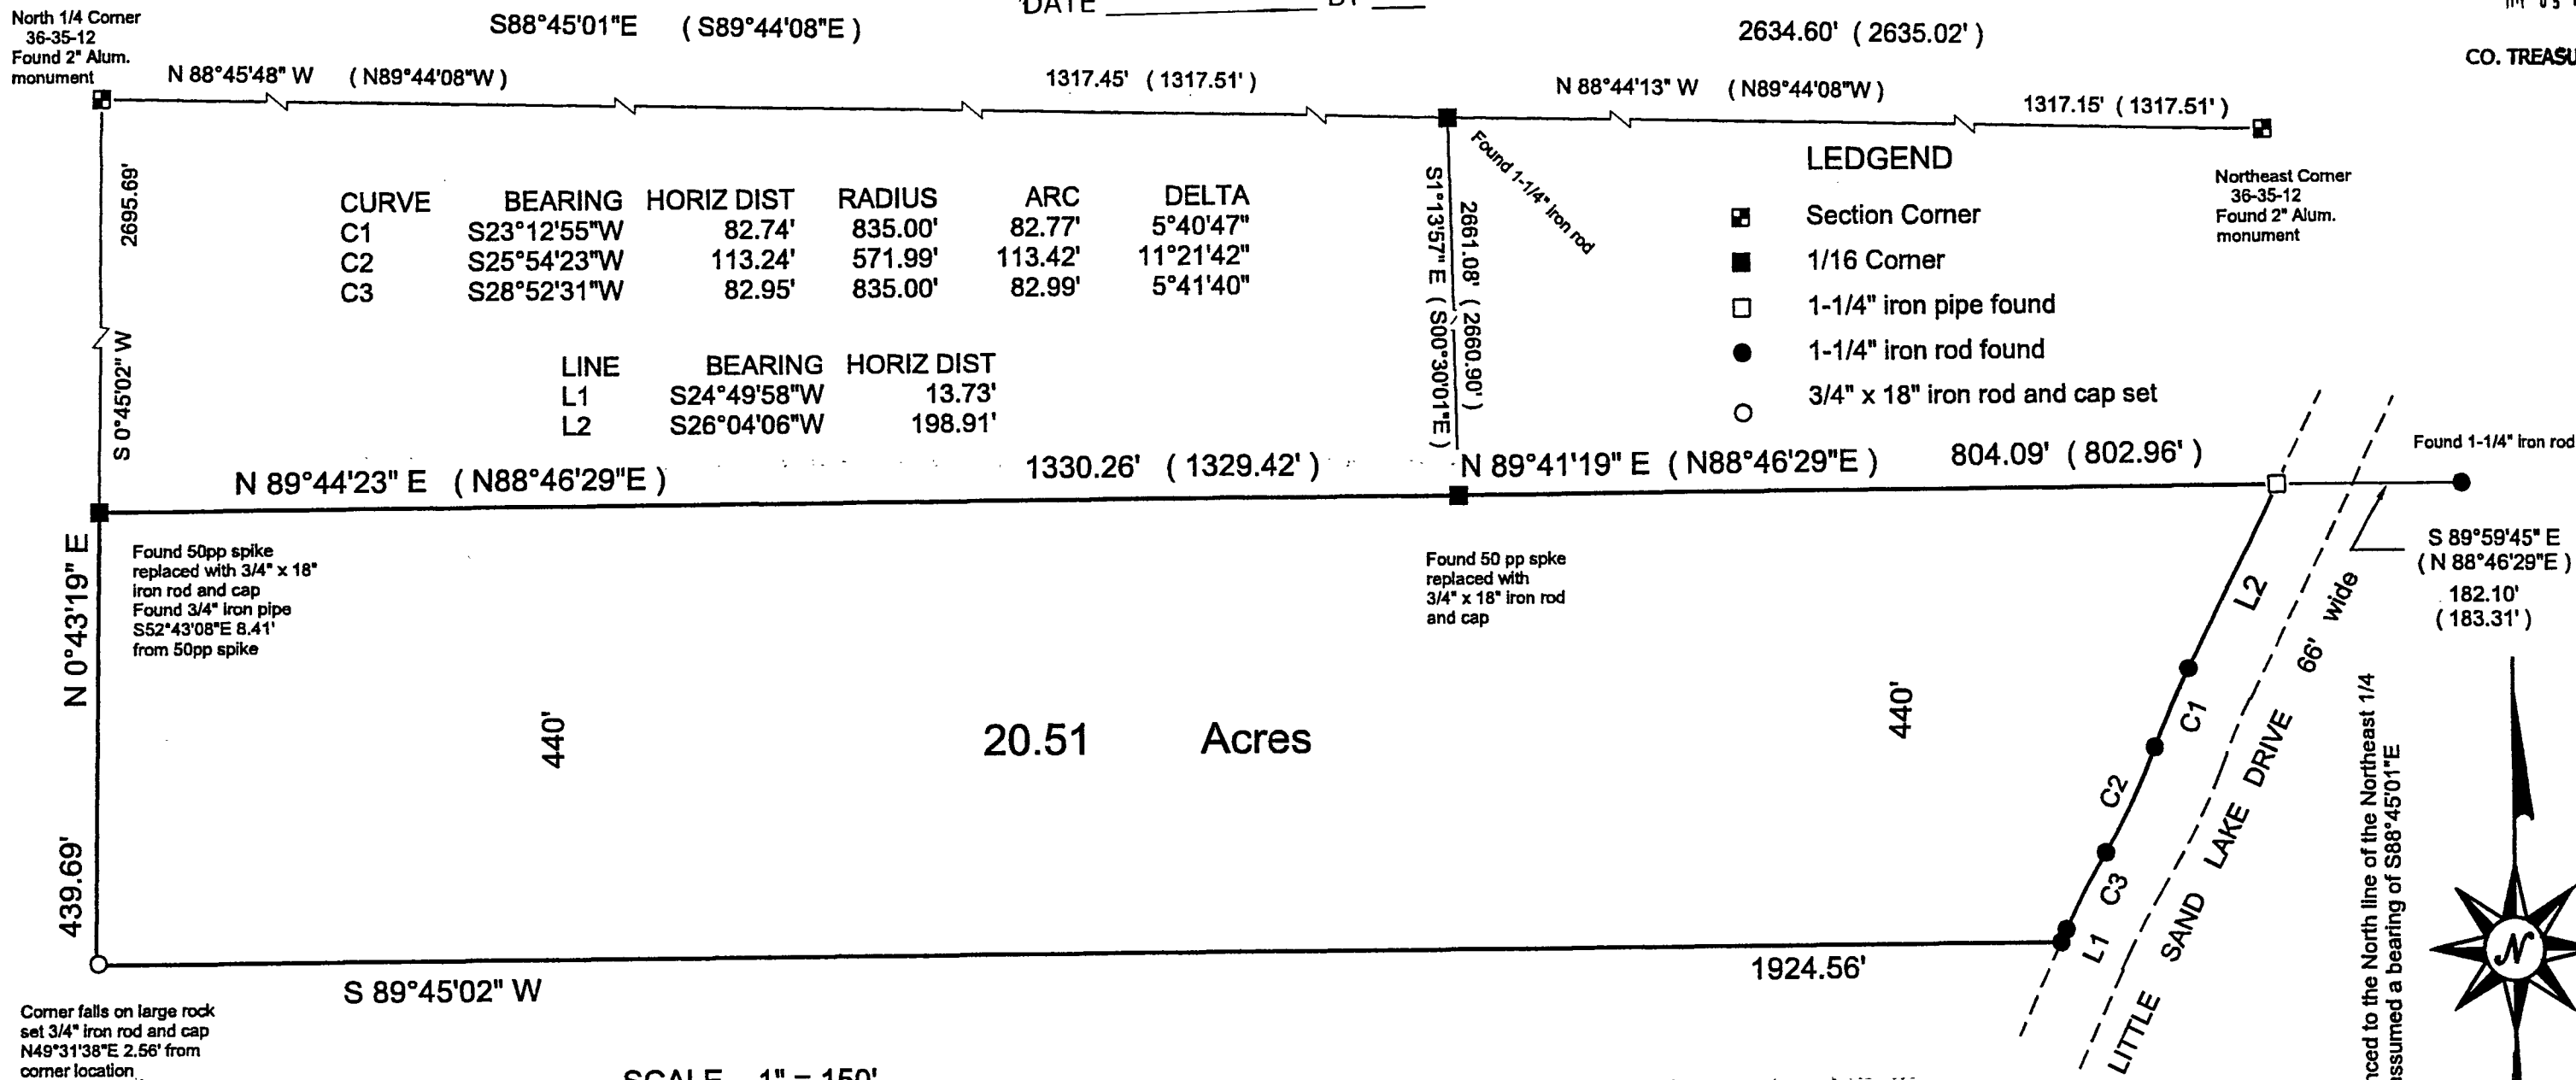 DATE
North 1/4 Corner
36-35-12
Found 2" Alum.
monument
S88°45'01"E ( S89°44'08"E )
2634.60' ( 2635.02' )
CO. TREASU
N 88°45'48" W ( N89°44'08"W )
1317.45' ( 1317.51' )
N 88°44'13" W ( N89°44'08"W )
1317.15' ( 1317.51' )
2695.69'
S 0°45'02" W
CURVE BEARING HORIZ DIST RADIUS ARC DELTA
C1 S23°12'55"W 82.74' 835.00' 82.77' 5°40'47"
C2 S25°54'23"W 113.24' 571.99' 113.42' 11°21'42"
C3 S28°52'31"W 82.95' 835.00' 82.99' 5°41'40"
LINE BEARING HORIZ DIST
L1 S24°49'58"W 13.73'
L2 S26°04'06"W 198.91'
Found 1-1/4" iron rod
S1°13'57" E ( S00°30'01"E )
2661.08' ( 2660.90' )
LEDGEND
Section Corner
1/16 Corner
1-1/4" iron pipe found
1-1/4" iron rod found
3/4" x 18" iron rod and cap set
Northeast Corner
36-35-12
Found 2" Alum.
monument
N 89°44'23" E ( N88°46'29"E )
1330.26' ( 1329.42' )
N 89°41'19" E ( N88°46'29"E )
804.09' ( 802.96' )
Found 1-1/4" iron rod
S 89°59'45" E
( N 88°46'29"E )
182.10'
( 183.31' )
Found 50pp spike
replaced with 3/4" x 18"
iron rod and cap
Found 3/4" iron pipe
S52°43'08"E 8.41'
from 50pp spike
Found 50 pp spke
replaced with
3/4" x 18" iron rod
and cap
N 0°43'19" E
439.69'
440'
20.51 Acres
440'
L2
C1
C2
C3
L1
LITTLE SAND LAKE DRIVE 66' wide
nced to the North line of the Northeast 1/4
assumed a bearing of S88°45'01"E
N
S 89°45'02" W
1924.56'
Corner falls on large rock
set 3/4" iron rod and cap
N49°31'38"E 2.56' from
corner location
SCALE 1" = 150'